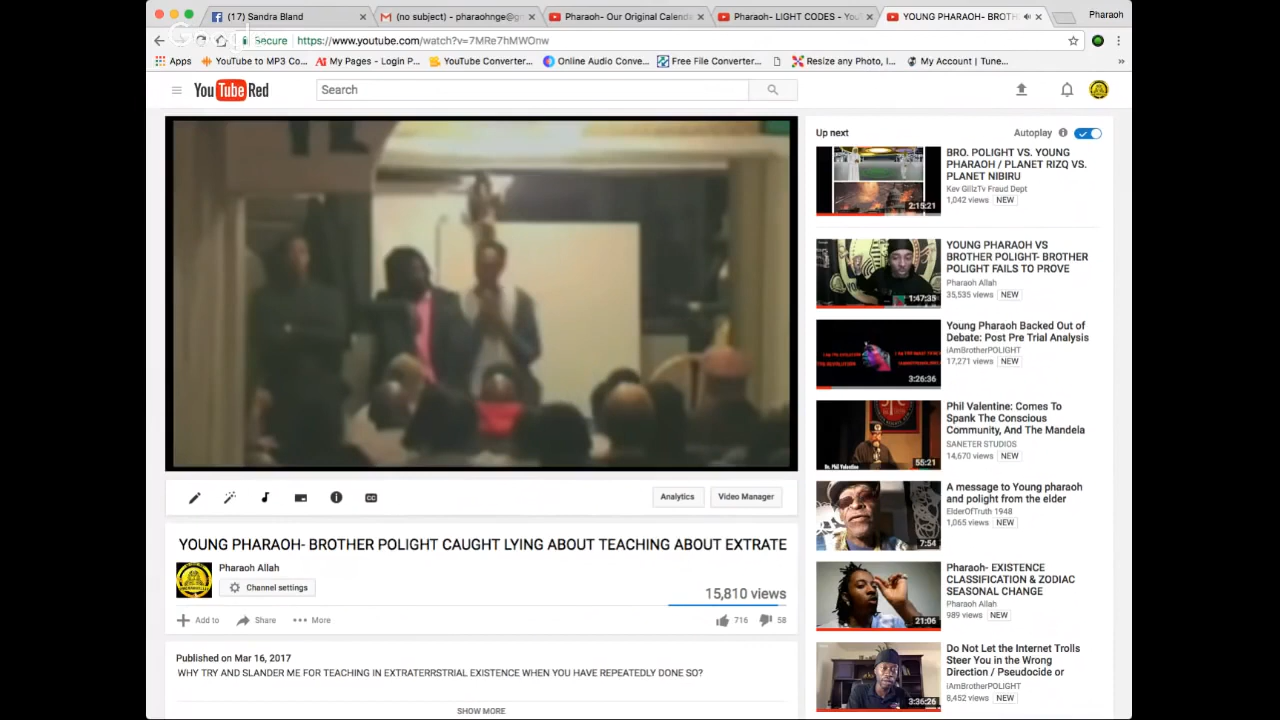 (17) Sandra Bland
(no subject) - pharaohnge@g
Pharaoh- Our Original Calenda
Pharaoh- LIGHT CODES - You
YOUNG PHARAOH- BROTH
Pharaoh
Secure
https://www.youtube.com/watch?v=7MRe7hMWOnw
Apps
YouTube to MP3 Co...
My Pages - Login P...
YouTube Converter...
Online Audio Conve...
Free File Converter...
Resize any Photo, I...
My Account | Tune...
»
YouTube Red
Search
Up next
Autoplay
BRO. POLIGHT VS. YOUNG
PHARAOH / PLANET RIZQ VS.
PLANET NIBIRU
Kev GillzTv Fraud Dept
1,042 views NEW
2:15:21
YOUNG PHARAOH VS
BROTHER POLIGHT- BROTHER
POLIGHT FAILS TO PROVE
Pharaoh Allah
35,535 views NEW
1:47:35
Young Pharaoh Backed Out of
Debate: Post Pre Trial Analysis
iAmBrotherPOLIGHT
17,271 views NEW
3:26:36
Phil Valentine: Comes To
Spank The Conscious
Community, And The Mandela
SANETER STUDIOS
14,670 views NEW
Dr. Phil Valentine
55:21
A message to Young pharaoh
and polight from the elder
ElderOfTruth 1948
1,065 views NEW
7:54
Pharaoh- EXISTENCE
CLASSIFICATION & ZODIAC
SEASONAL CHANGE
Pharaoh Allah
989 views NEW
21:06
Do Not Let the Internet Trolls
Steer You in the Wrong
Direction / Pseudocide or
iAmBrotherPOLIGHT
8,452 views NEW
3:36:26
CC
Analytics
Video Manager
YOUNG PHARAOH- BROTHER POLIGHT CAUGHT LYING ABOUT TEACHING ABOUT EXTRATE
Pharaoh Allah
Channel settings
15,810 views
Add to
Share
More
716
58
Published on Mar 16, 2017
WHY TRY AND SLANDER ME FOR TEACHING IN EXTRATERRSTRIAL EXISTENCE WHEN YOU HAVE REPEATEDLY DONE SO?
SHOW MORE